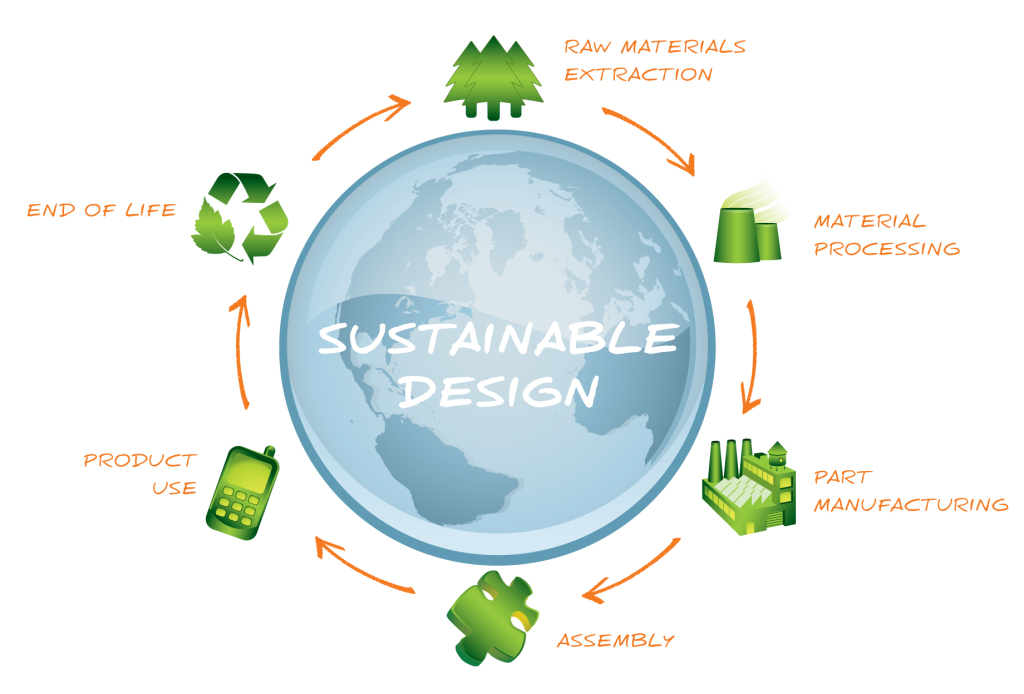 RAW MATERIALS
EXTRACTION
MATERIAL
PROCESSING
PART
MANUFACTURING
ASSEMBLY
PRODUCT
USE
END OF LIFE
SUSTAINABLE
DESIGN